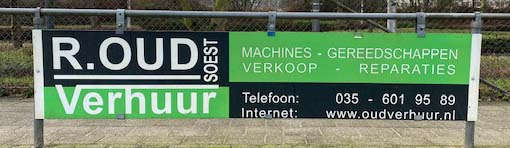 R.OUD
SOEST
Verhuur
MACHINES - GEREEDSCHAPPEN
VERKOOP - REPARATIES
Telefoon: 035 - 601 95 89
Internet: www.oudverhuur.nl